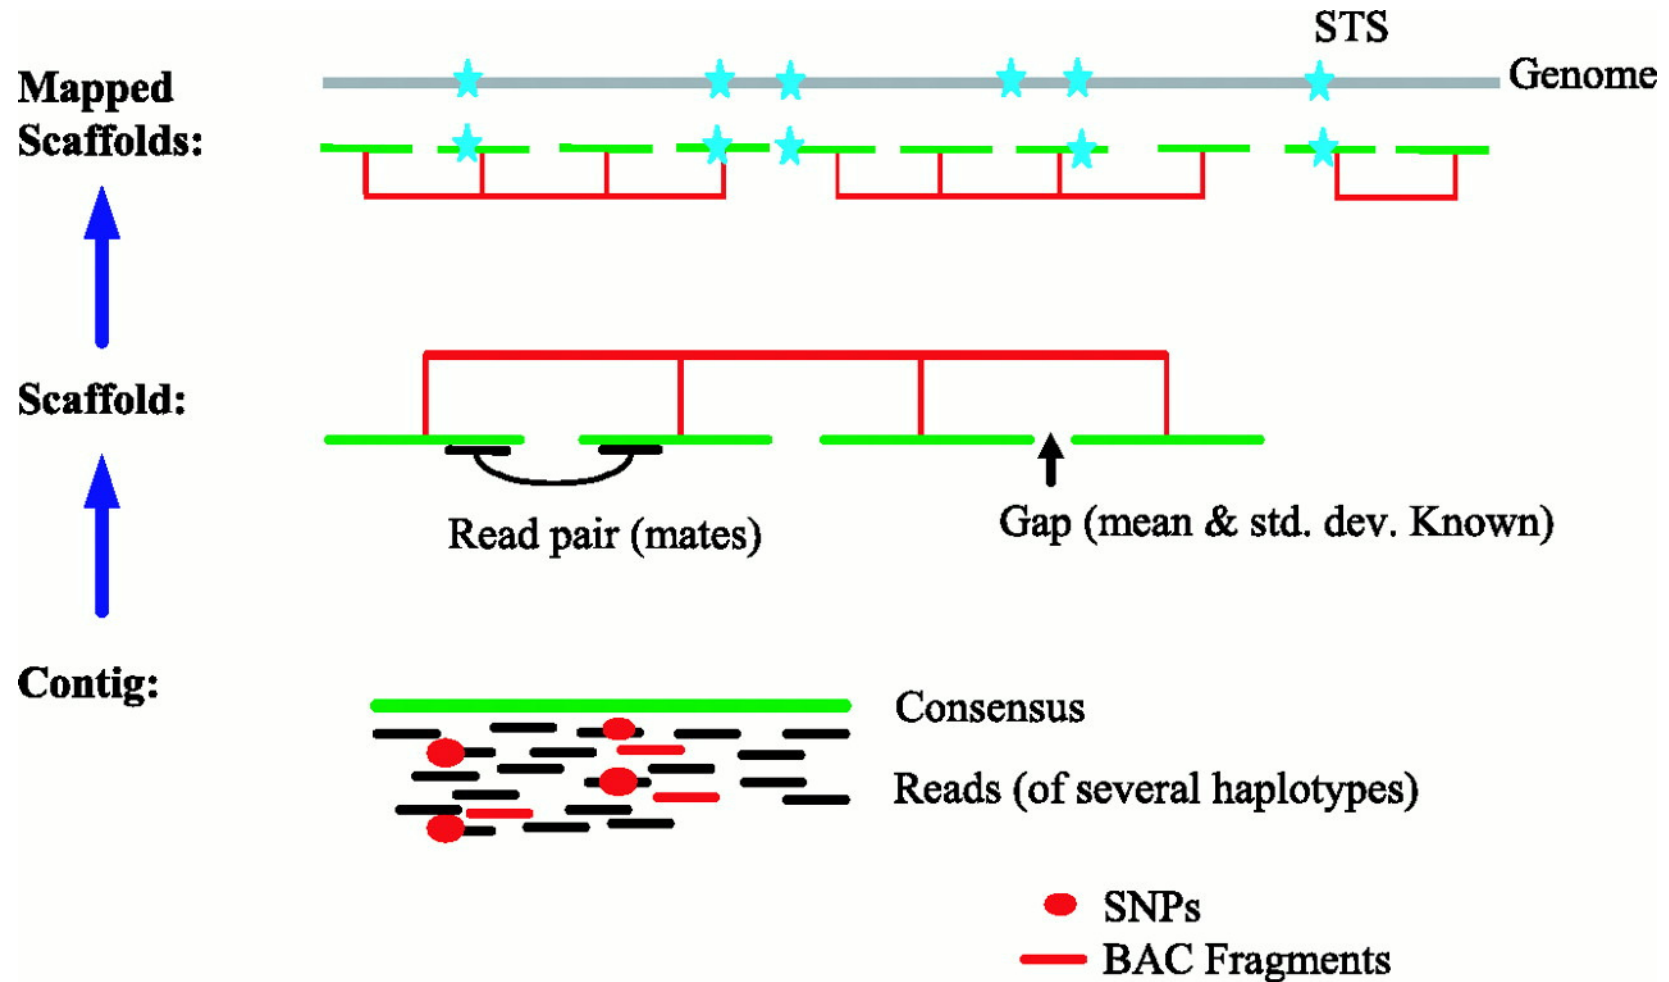 STS
Genome
Mapped
Scaffolds:
Scaffold:
Read pair (mates)
Gap (mean & std. dev. Known)
Contig:
Consensus
Reads (of several haplotypes)
SNPs
BAC Fragments